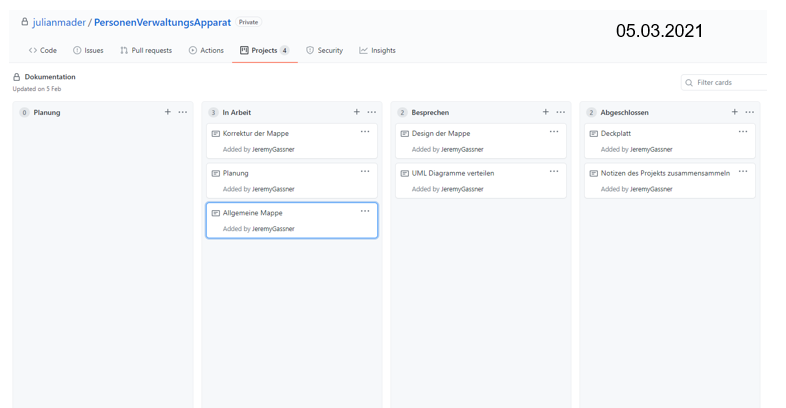 julianmader / PersonenVerwaltungsApparat Private
05.03.2021
<> Code Issues Pull requests Actions Projects 4 Security Insights
Dokumentation
Updated on 5 Feb
Filter cards
0 Planung + ...
3 In Arbeit + ...
Korrektur der Mappe ...
Added by JeremyGassner
Planung ...
Added by JeremyGassner
Allgemeine Mappe ...
Added by JeremyGassner
2 Besprechen + ...
Design der Mappe ...
Added by JeremyGassner
UML Diagramme verteilen ...
Added by JeremyGassner
2 Abgeschlossen + ...
Deckplatt ...
Added by JeremyGassner
Notizen des Projekts zusammensammeln ...
Added by JeremyGassner